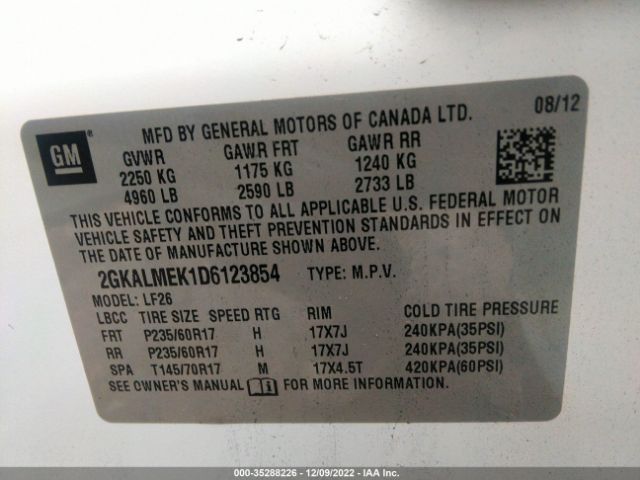 08/12
GM®
MFD BY GENERAL MOTORS OF CANADA LTD.
GVWR GAWR FRT GAWR RR
2250 KG 1175 KG 1240 KG
4960 LB 2590 LB 2733 LB
THIS VEHICLE CONFORMS TO ALL APPLICABLE U.S. FEDERAL MOTOR
VEHICLE SAFETY AND THEFT PREVENTION STANDARDS IN EFFECT ON
THE DATE OF MANUFACTURE SHOWN ABOVE.
2GKALMEK1D6123854 TYPE: M.P.V.
MODEL: LF26
LBCC TIRE SIZE SPEED RTG RIM COLD TIRE PRESSURE
FRT P235/60R17 H 17X7J 240KPA(35PSI)
RR P235/60R17 H 17X7J 240KPA(35PSI)
SPA T145/70R17 M 17X4.5T 420KPA(60PSI)
SEE OWNER'S MANUAL FOR MORE INFORMATION.
000-35288226 - 12/09/2022 - IAA Inc.